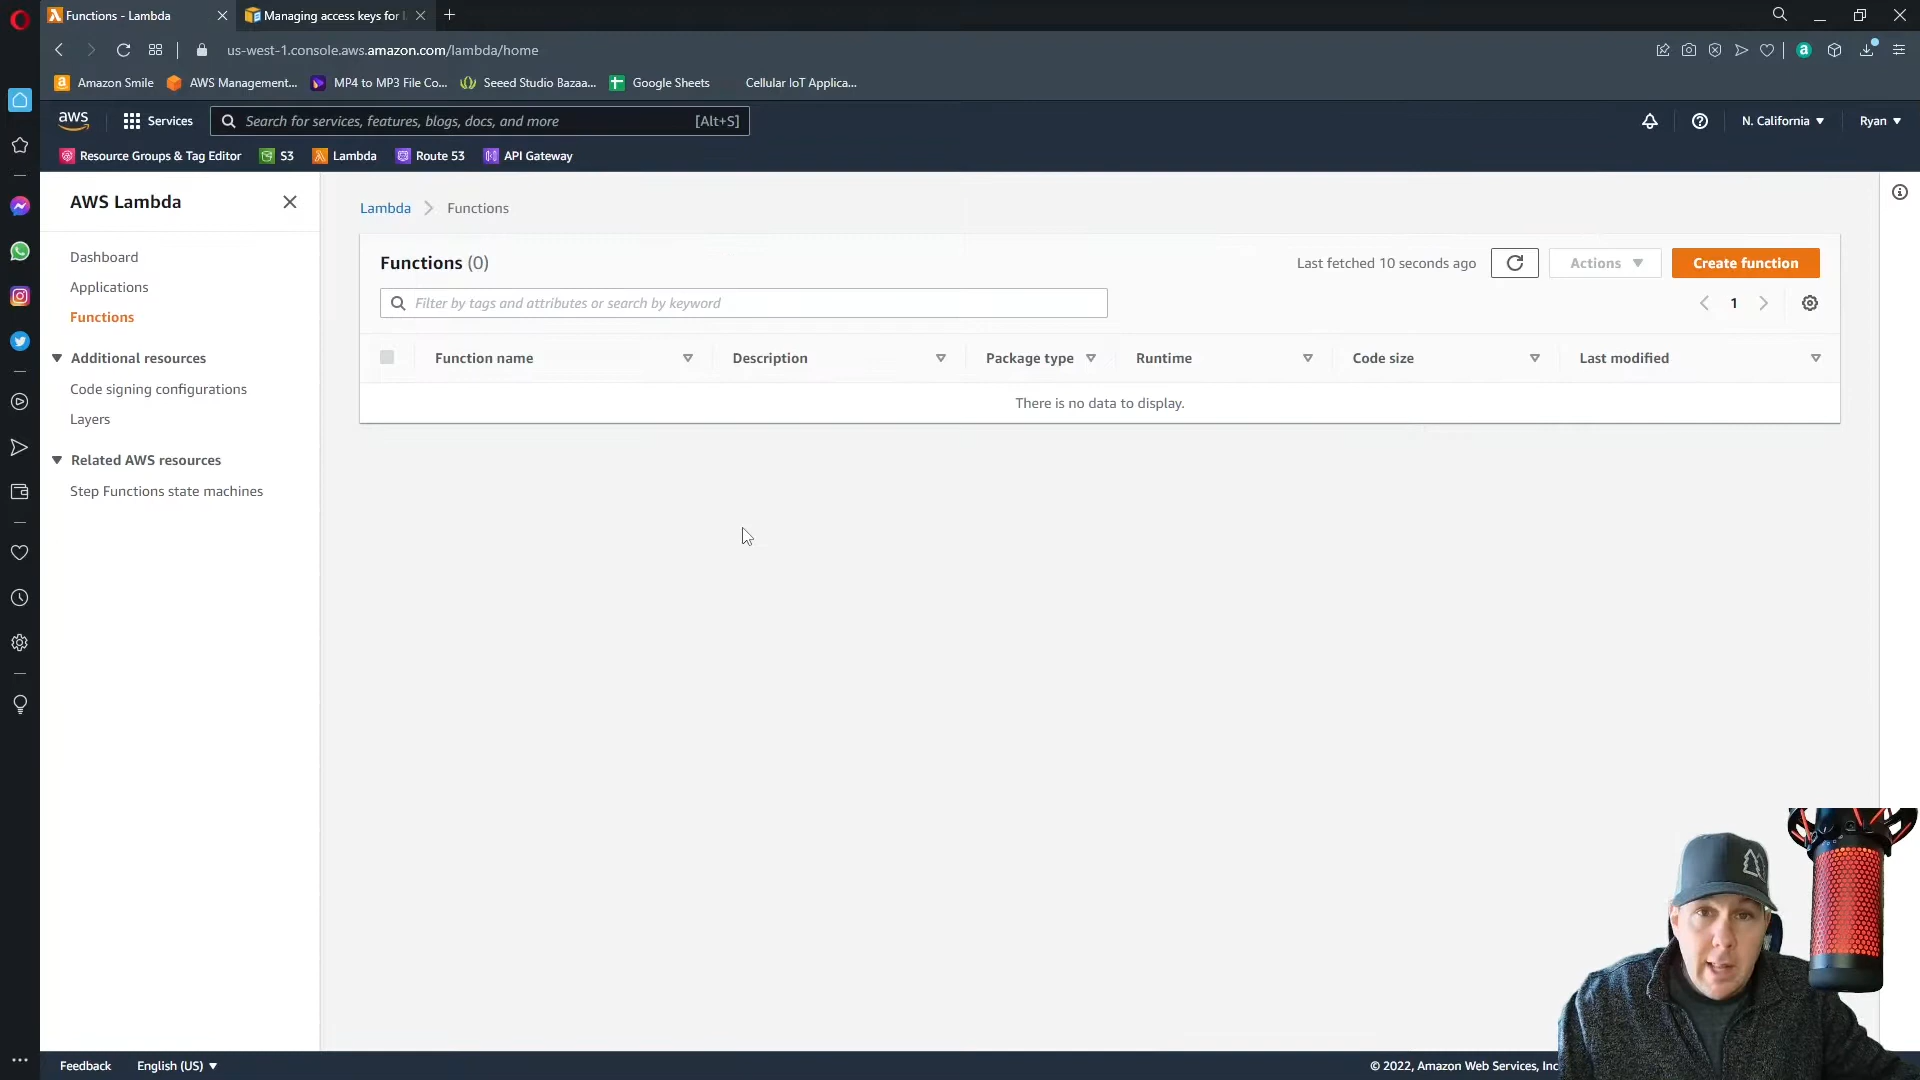 Functions - Lambda
Managing access keys for
us-west-1.console.aws.amazon.com/lambda/home
Amazon Smile
AWS Management...
MP4 to MP3 File Co...
Seeed Studio Bazaa...
Google Sheets
Cellular IoT Applica...
aws
Services
Search for services, features, blogs, docs, and more
[Alt+S]
N. California
Ryan
Resource Groups & Tag Editor
S3
Lambda
Route 53
API Gateway
AWS Lambda
Dashboard
Applications
Functions
Additional resources
Code signing configurations
Layers
Related AWS resources
Step Functions state machines
Lambda
Functions
Functions (0)
Last fetched 10 seconds ago
Actions
Create function
Filter by tags and attributes or search by keyword
1
Function name
Description
Package type
Runtime
Code size
Last modified
There is no data to display.
Feedback
English (US)
© 2022, Amazon Web Services, Inc